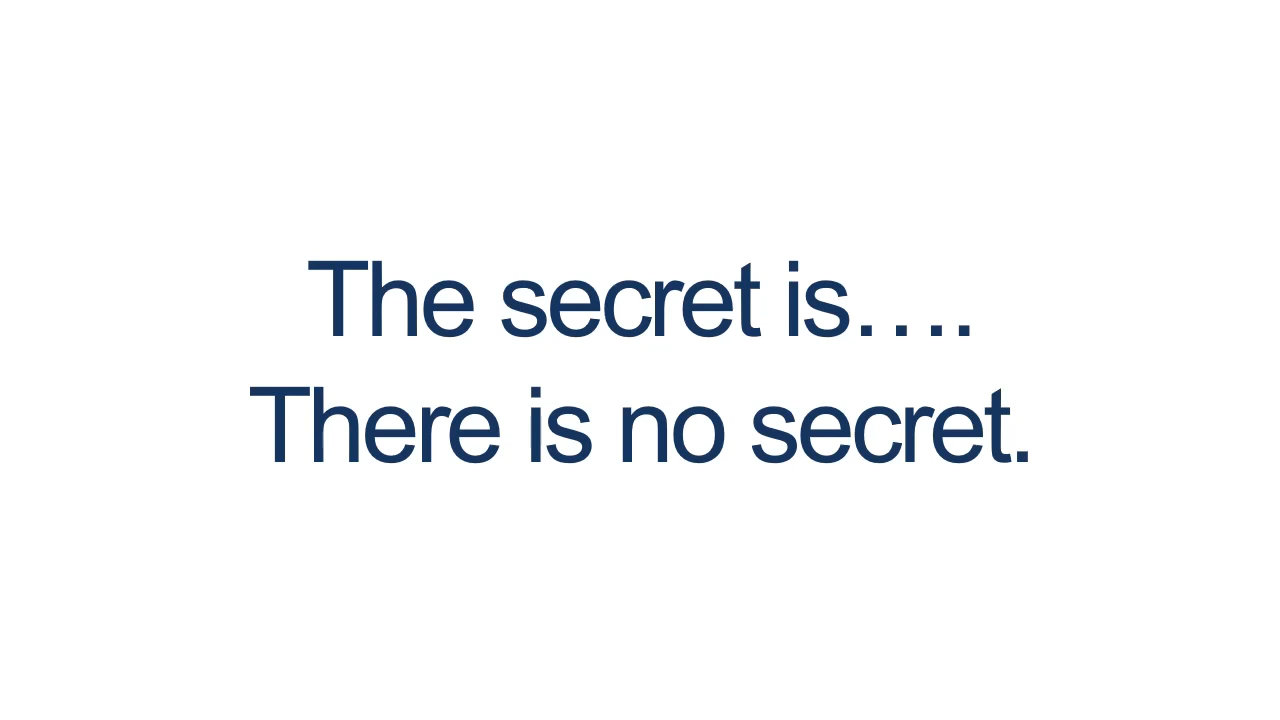 The secret is….
There is no secret.